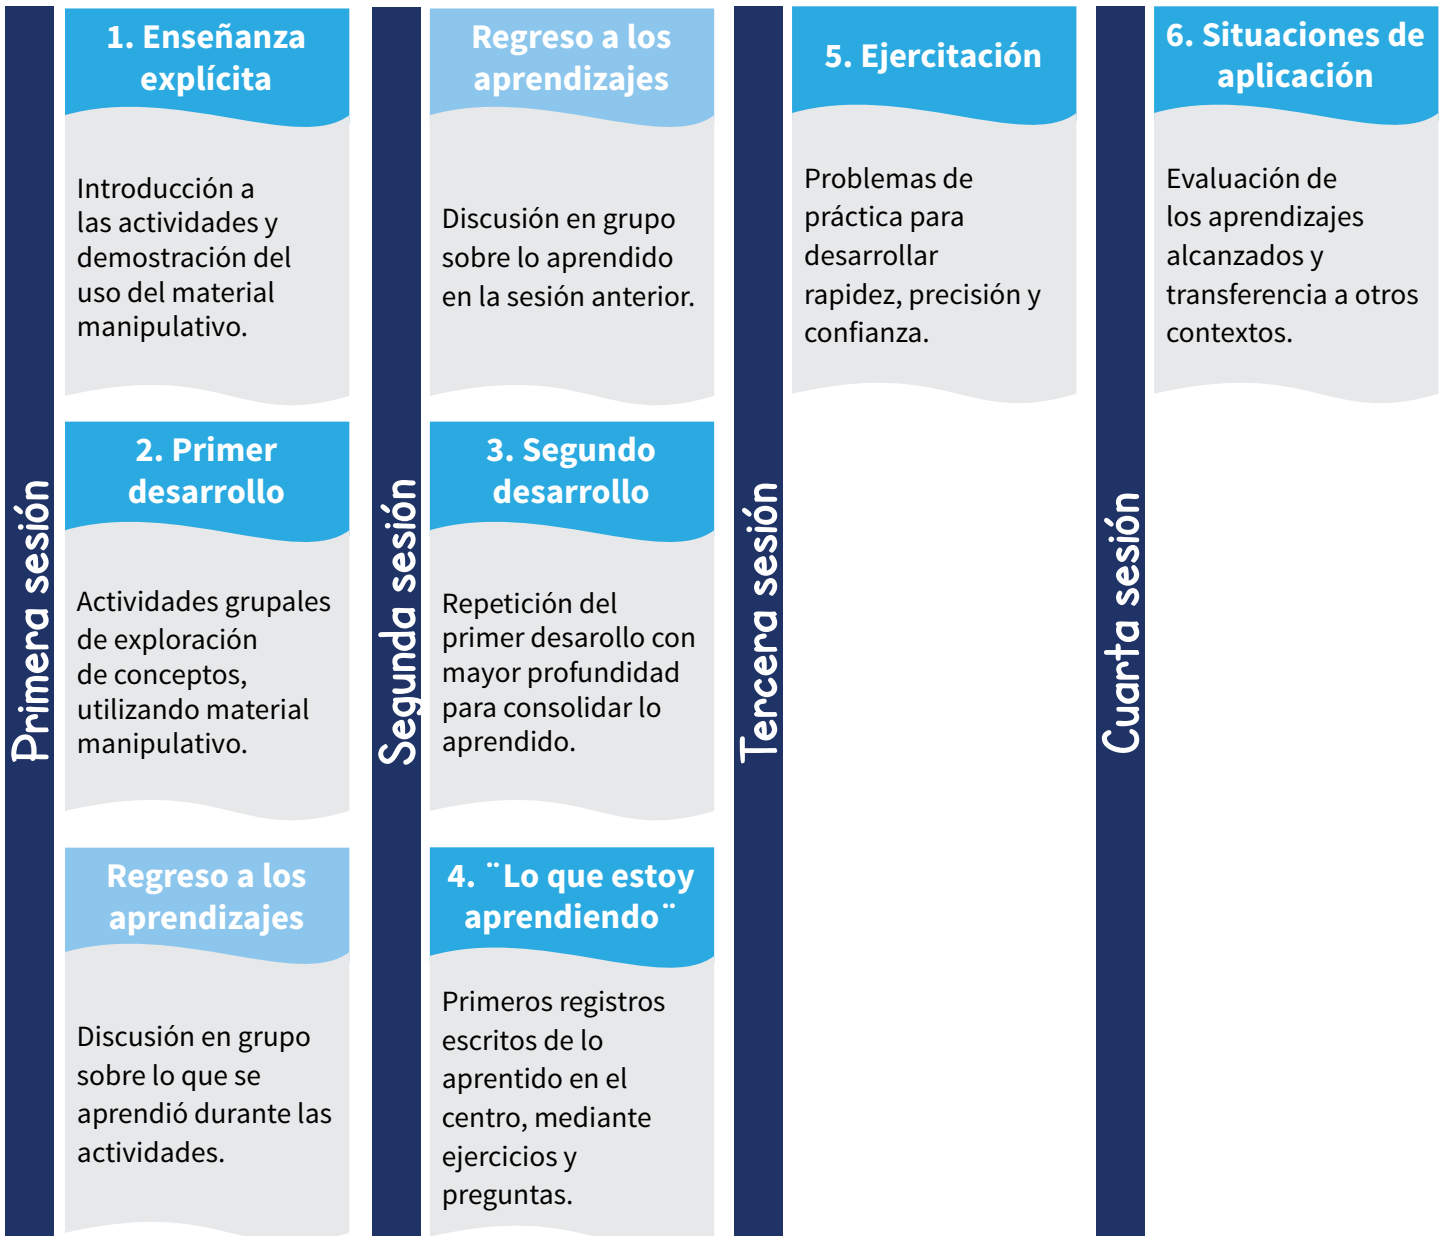 Primera sesión
1. Enseñanza
explícita
Introducción a
las actividades y
demostración del
uso del material
manipulativo.
2. Primer
desarrollo
Actividades grupales
de exploración
de conceptos,
utilizando material
manipulativo.
Regreso a los
aprendizajes
Discusión en grupo
sobre lo que se
aprendió durante las
actividades.
Segunda sesión
Regreso a los
aprendizajes
Discusión en grupo
sobre lo aprendido
en la sesión anterior.
3. Segundo
desarrollo
Repetición del
primer desarollo con
mayor profundidad
para consolidar lo
aprendido.
4. ¨Lo que estoy
aprendiendo¨
Primeros registros
escritos de lo
aprentido en el
centro, mediante
ejercicios y
preguntas.
Tercera sesión
5. Ejercitación
Problemas de
práctica para
desarrollar
rapidez, precisión y
confianza.
Cuarta sesión
6. Situaciones de
aplicación
Evaluación de
los aprendizajes
alcanzados y
transferencia a otros
contextos.